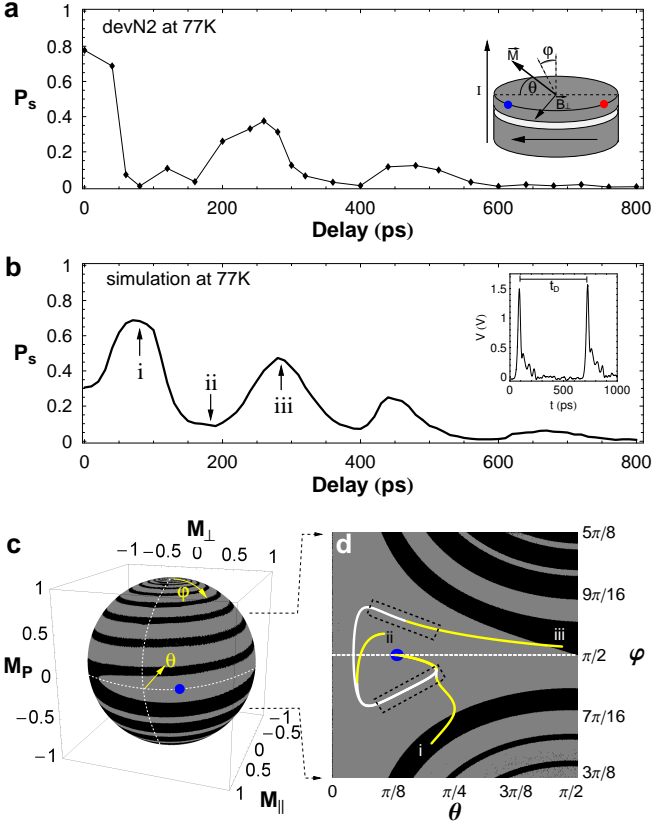 a
devN2 at 77K
1
0.8
0.6
0.4
0.2
0
P_s
0 200 400 600 800
Delay (ps)
I
M
φ
θ
B⊥
b
simulation at 77K
1
0.8
0.6
0.4
0.2
0
P_s
i
ii
iii
0 200 400 600 800
Delay (ps)
V (V)
1.5
1
0.5
0
t_D
0 500 1000
t (ps)
c
M⊥
−1 −0.5 0 0.5 1
φ
θ
1
0.5
M_P 0
−0.5
−1
−1
−0.5
0
0.5
1
M_||
d
5π/8
9π/16
π/2 φ
7π/16
3π/8
iii
ii
i
0 π/8 π/4 3π/8 π/2
θ